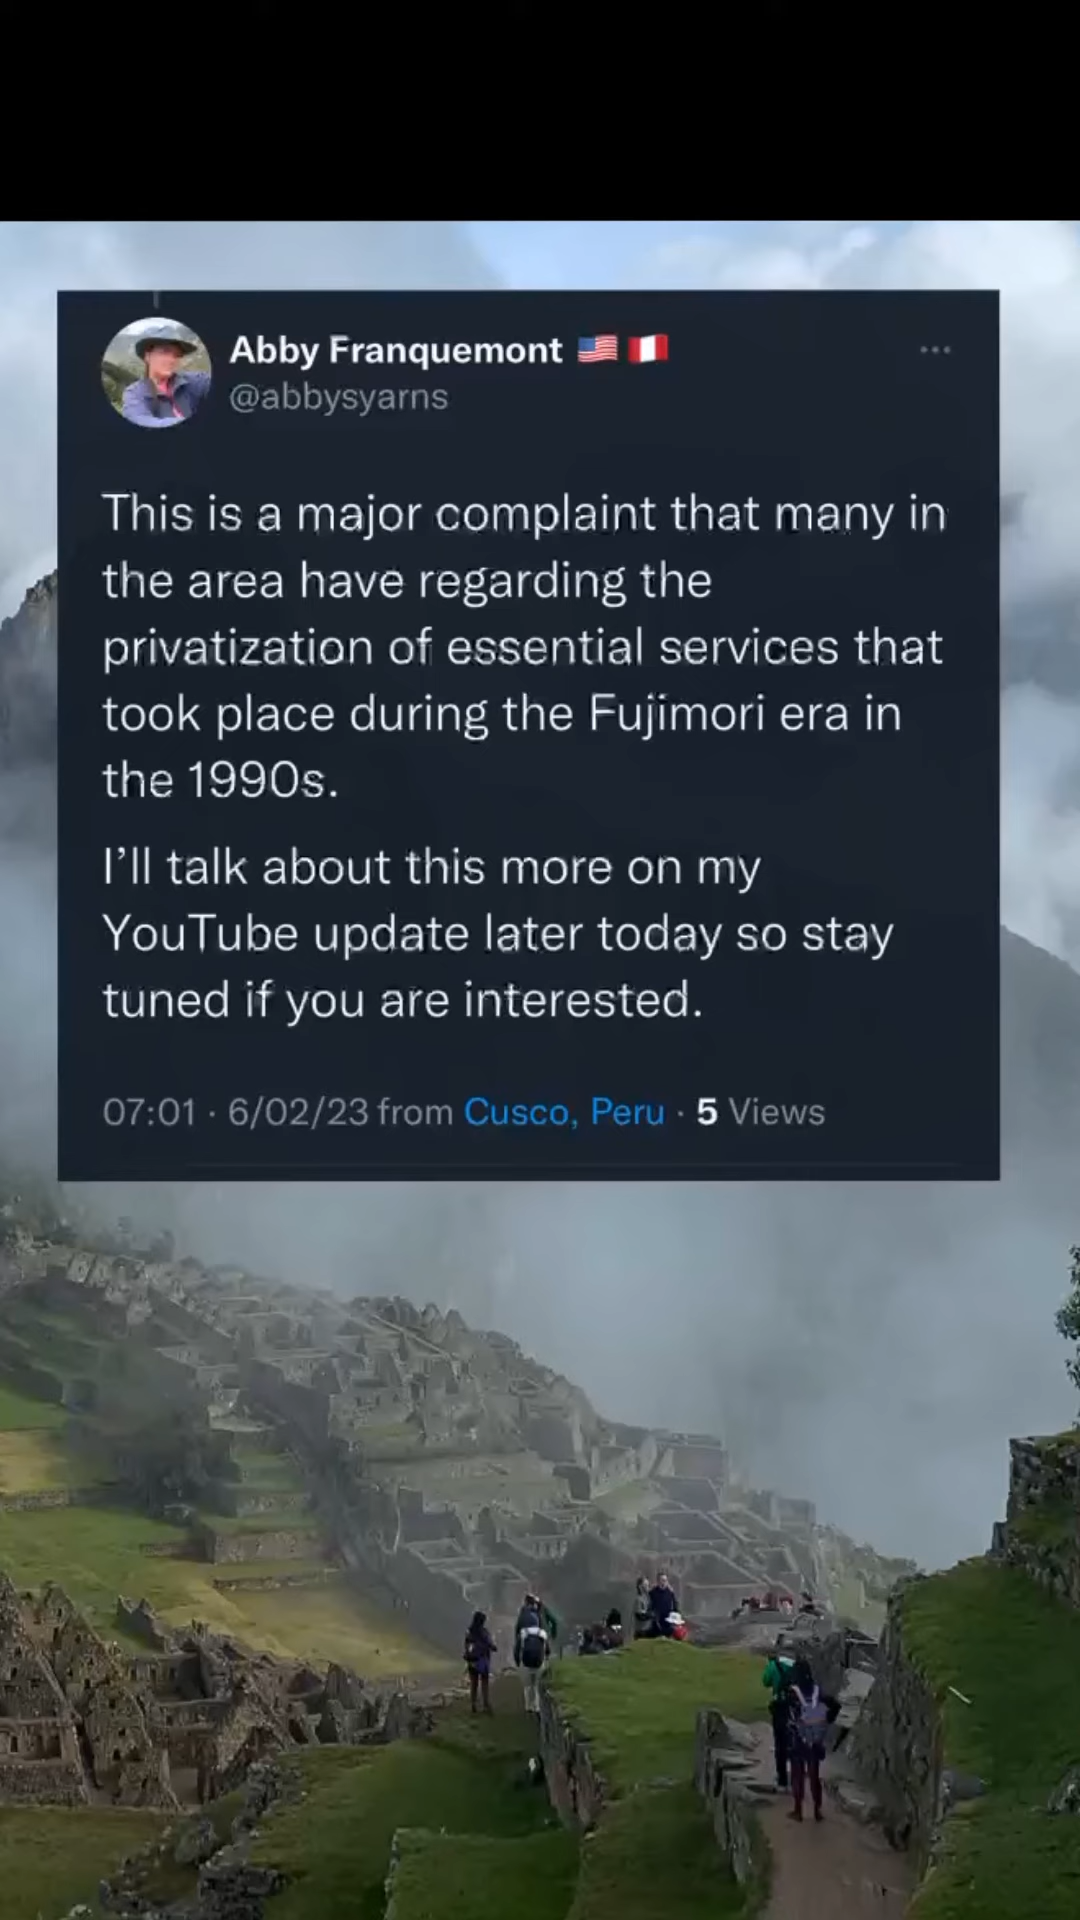 Abby Franquemont 🇺🇸 🇵🇪
@abbysyarns
This is a major complaint that many in
the area have regarding the
privatization of essential services that
took place during the Fujimori era in
the 1990s.
I’ll talk about this more on my
YouTube update later today so stay
tuned if you are interested.
07:01 · 6/02/23 from Cusco, Peru · 5 Views